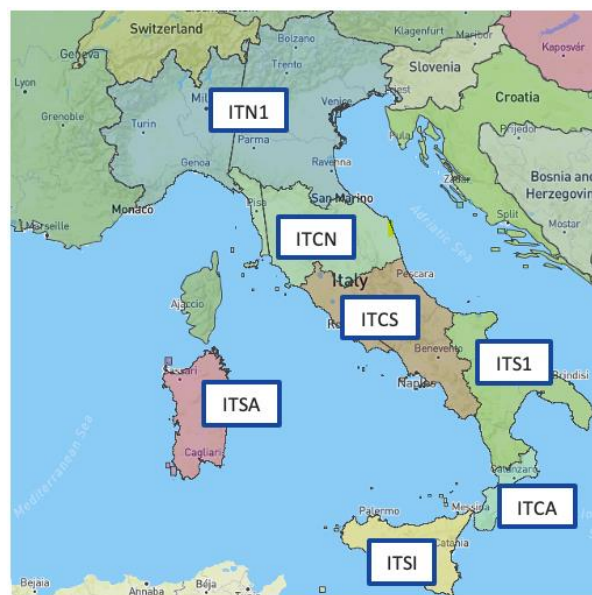 Switzerland
Bolzano
Klagenfurt
Maribor
Kaposvár
Geneva
Trento
Slovenia
Lyon
Grenoble
ITN1
Venice
Croatia
Turin
Parma
Pula
Prijedor
Genoa
Ravenna
Bosnia and
Herzegovina
Monaco
San Marino
Zadar
Marseille
Pisa
Adriatic Sea
Split
Mostar
ITCN
Italy
Pescara
Ajaccio
ITCS
Benevento
ITS1
Sassari
Naples
Brindisi
ITSA
Mediterranean Sea
Cagliari
Catanzaro
Palermo
Messina
ITCA
Catania
ITSI
Bejaia
Annaba
Béja